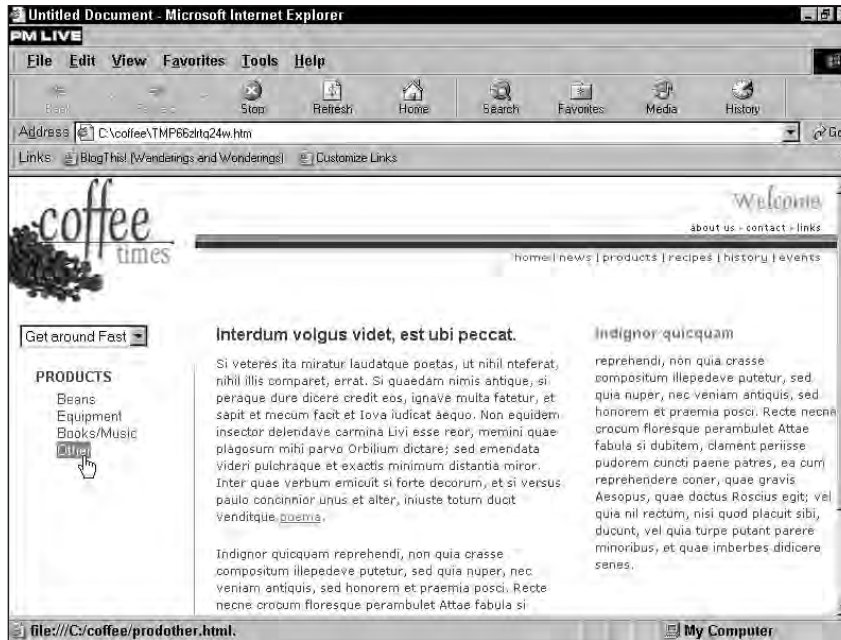 Untitled Document - Microsoft Internet Explorer
PM LIVE
File Edit View Favorites Tools Help
Back Forward Stop Refresh Home Search Favorites Media History
Address C:\coffee\TMP66zlrtq24w.htm Go
Links BlogThis! (Wanderings and Wonderings) Customize Links
coffee
times
Welcome
about us - contact - links
home | news | products | recipes | history | events
Get around Fast
PRODUCTS
Beans
Equipment
Books/Music
Other
Interdum volgus videt, est ubi peccat.
Si veteres ita miratur laudatque poetas, ut nihil nteferat,
nihil illis comparet, errat. Si quaedam nimis antique, si
peraque dure dicere credit eos, ignave multa fatetur, et
sapit et mecum facit et Iova iudicat aequo. Non equidem
insector delendave carmina Livi esse reor, memini quae
plagosum mihi parvo Orbilium dictare; sed emendata
videri pulchraque et exactis minimum distantia miror.
Inter quae verbum emicuit si forte decorum, et si versus
paulo concinnior unus et alter, iniuste totum ducit
venditque poema.
Indignor quicquam reprehendi, non quia crasse
compositum illepedeve putetur, sed quia nuper, nec
veniam antiquis, sed honorem et praemia posci. Recte
necne crocum floresque perambulet Attae fabula si
Indignor quicquam
reprehendi, non quia crasse
compositum illepedeve putetur, sed
quia nuper, nec veniam antiquis, sed
honorem et praemia posci. Recte necne
crocum floresque perambulet Attae
fabula si dubitem, clament periisse
pudorem cuncti paene patres, ea cum
reprehendere coner, quae gravis
Aesopus, quae doctus Roscius egit; vel
quia nil rectum, nisi quod placuit sibi,
ducunt, vel quia turpe putant parere
minoribus, et quae imberbes didicere
senes.
file:///C:/coffee/prodother.html.
My Computer